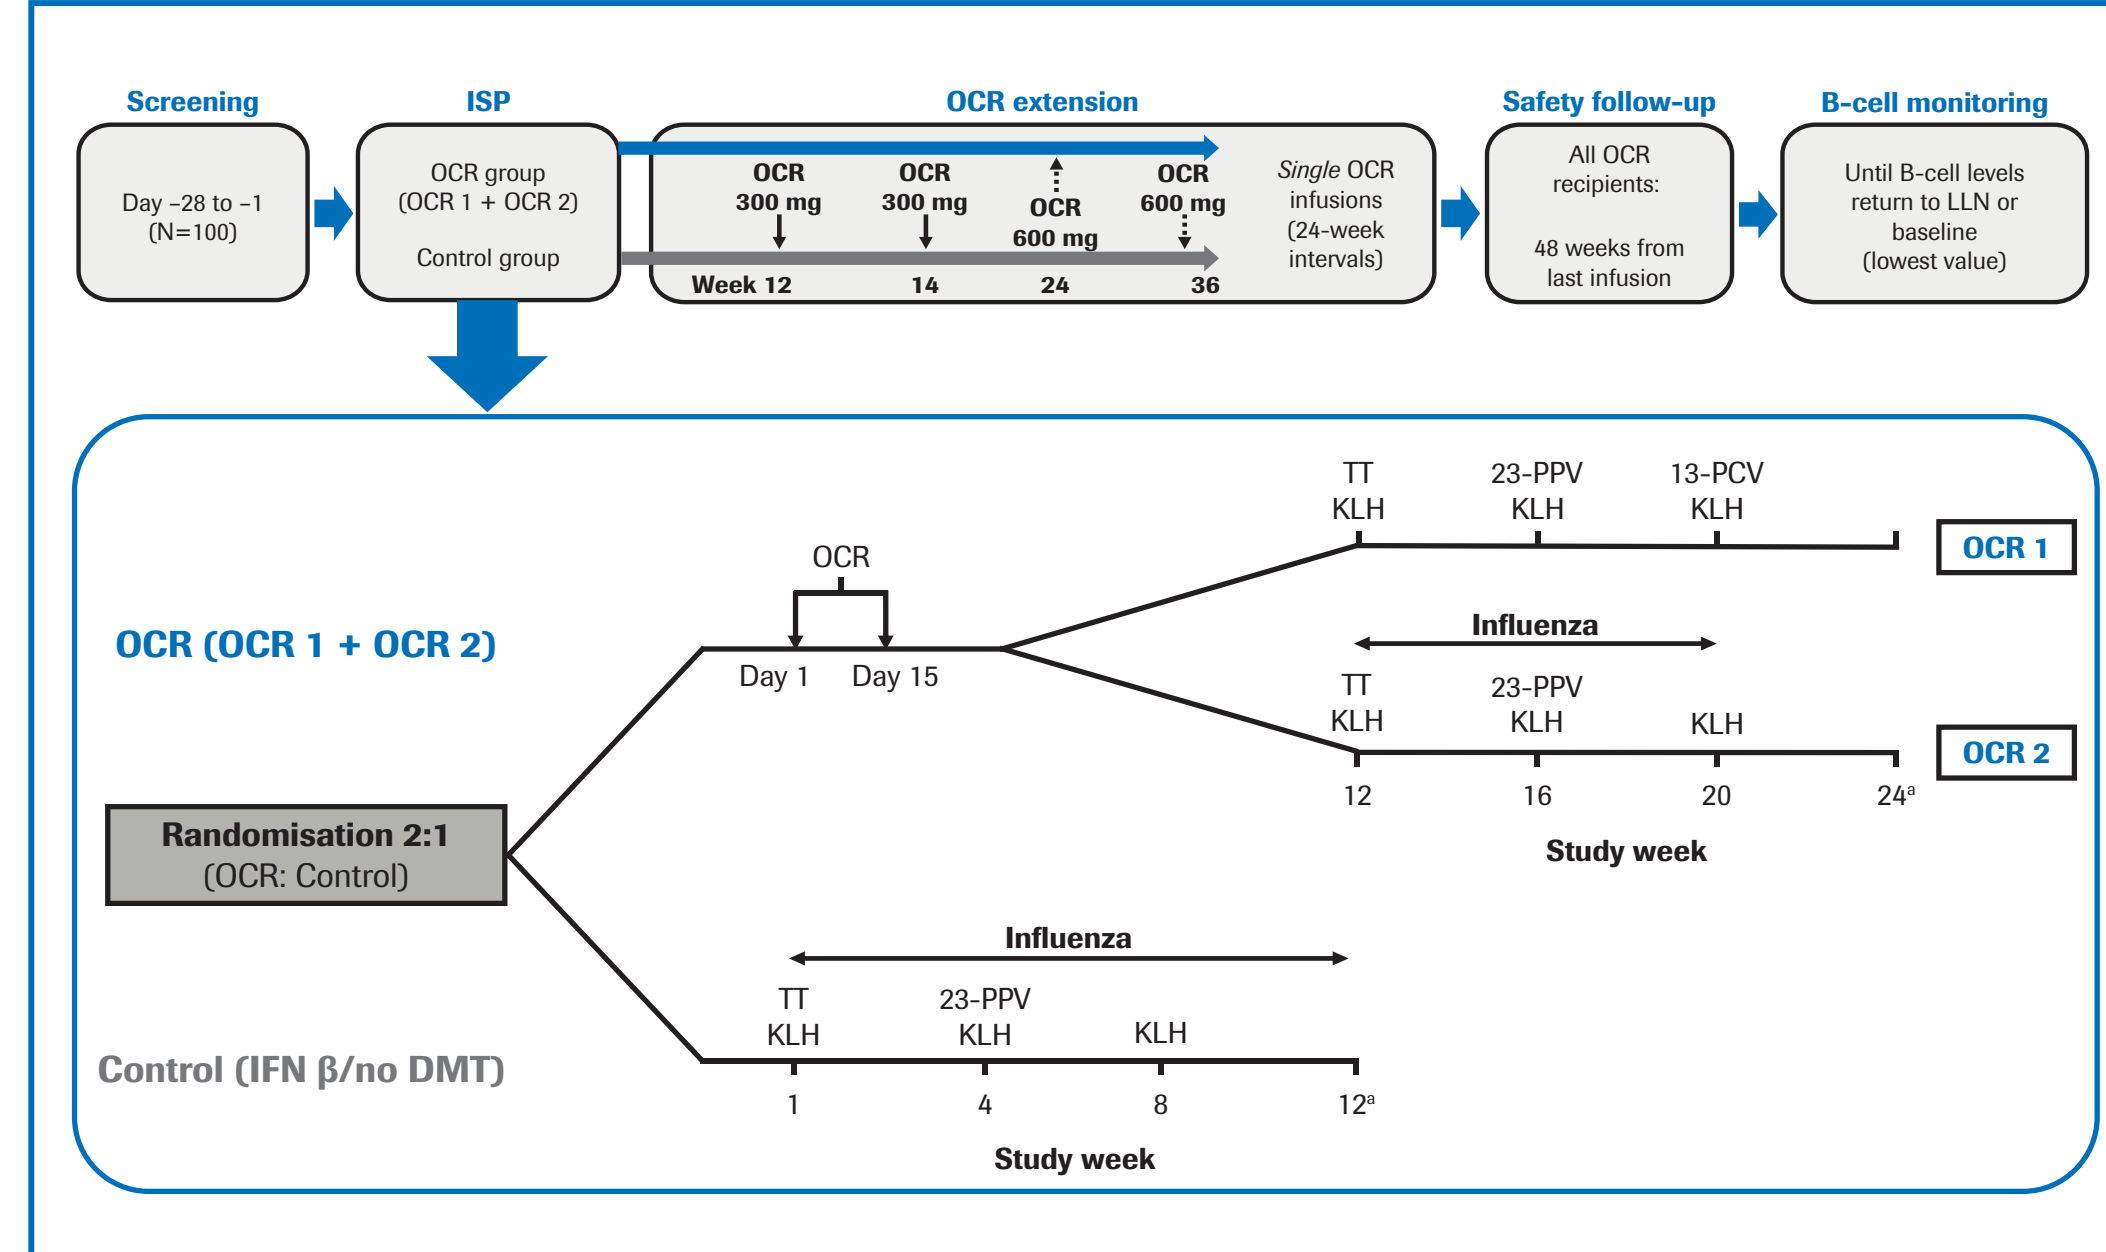 Screening
Day –28 to –1
(N=100)
ISP
OCR group
(OCR 1 + OCR 2)
Control group
OCR extension
OCR
300 mg
OCR
300 mg
OCR
600 mg
OCR
600 mg
Week 12
14
24
36
Single OCR
infusions
(24-week
intervals)
Safety follow-up
All OCR
recipients:
48 weeks from
last infusion
B-cell monitoring
Until B-cell levels
return to LLN or
baseline
(lowest value)
TT
KLH
23-PPV
KLH
13-PCV
KLH
OCR 1
OCR
Day 1
Day 15
OCR (OCR 1 + OCR 2)
Influenza
TT
KLH
23-PPV
KLH
KLH
OCR 2
12
16
20
24ᵃ
Study week
Randomisation 2:1
(OCR: Control)
Influenza
TT
KLH
23-PPV
KLH
KLH
Control (IFN β/no DMT)
1
4
8
12ᵃ
Study week